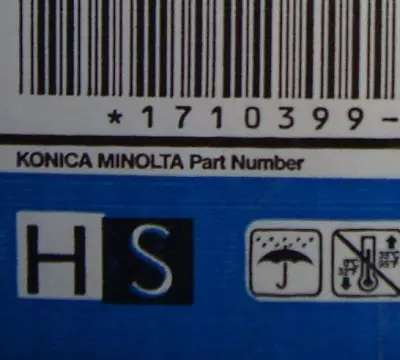 *1710399-
KONICA MINOLTA Part Number
HS